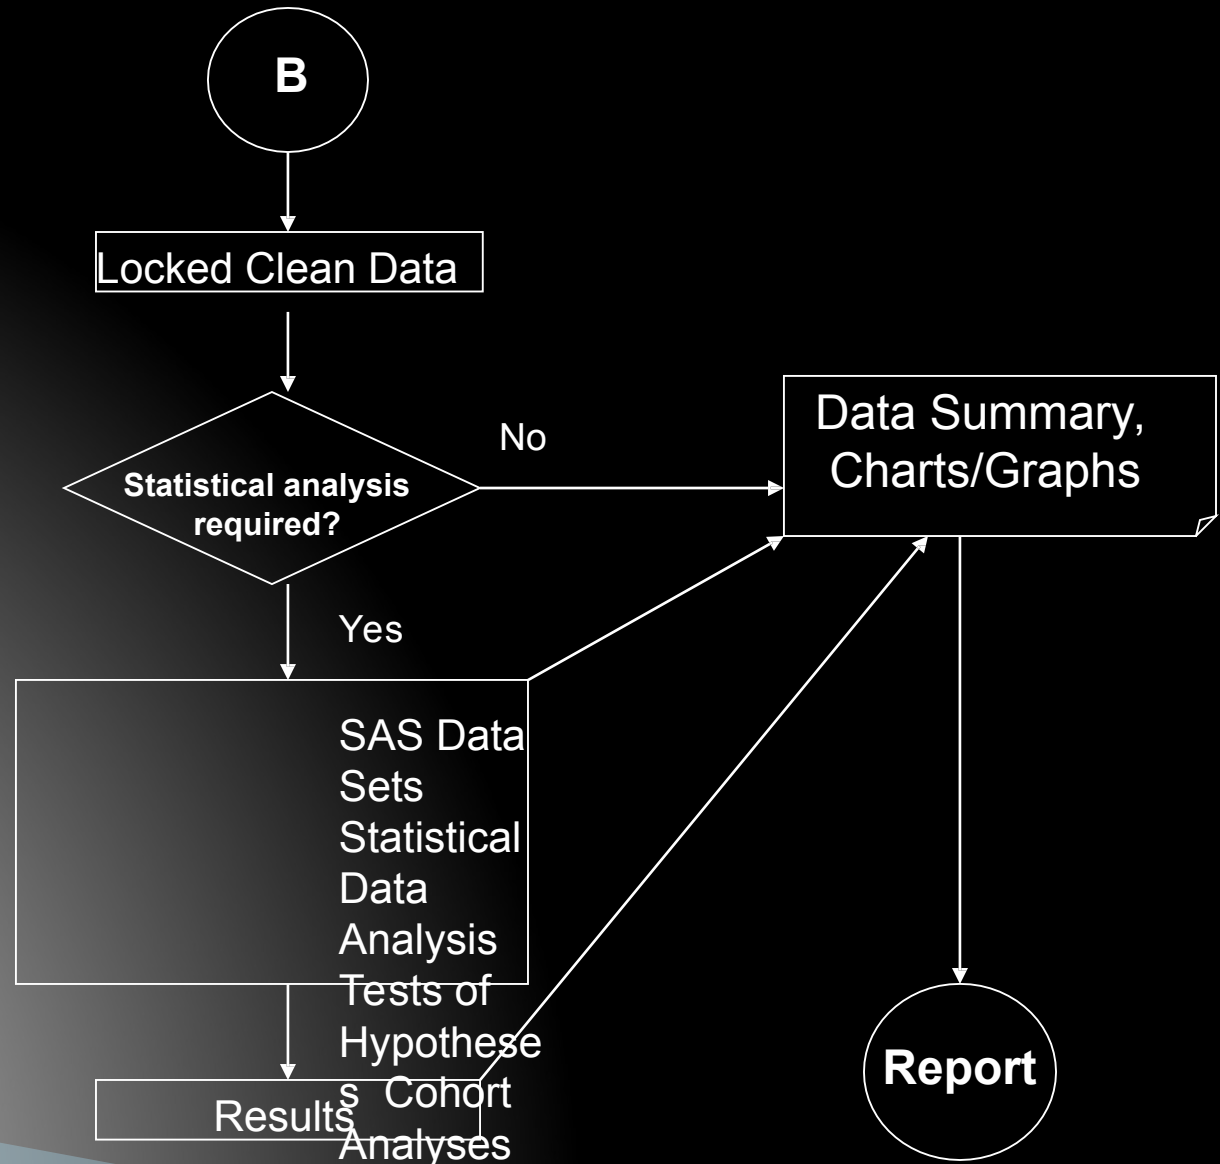 B
Locked Clean Data
No
Data Summary,
Charts/Graphs
Statistical analysis
required?
Yes
SAS Data
Sets
Statistical
Data
Analysis
Tests of
Hypothese
s Cohort
Analyses
Results
Report